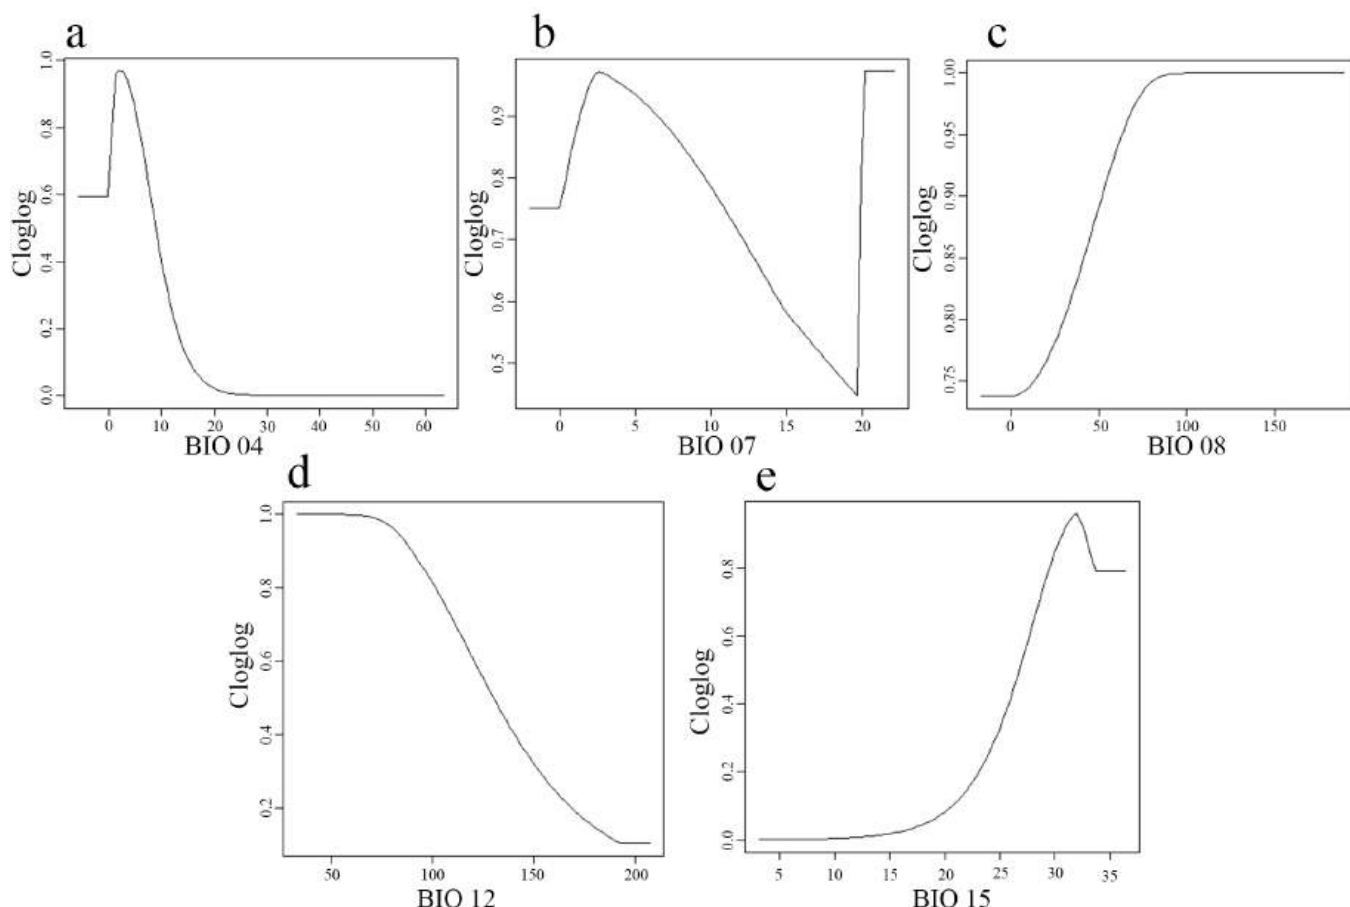 a
b
c
1.0
0.8
0.6
0.4
0.2
0.0
Cloglog
0 10 20 30 40 50 60
BIO 04
0.9
0.8
0.7
0.6
0.5
Cloglog
0 5 10 15 20
BIO 07
1.00
0.95
0.90
0.85
0.80
0.75
Cloglog
0 50 100 150
BIO 08
d
e
1.0
0.8
0.6
0.4
0.2
Cloglog
50 100 150 200
BIO 12
0.8
0.6
0.4
0.2
0.0
Cloglog
5 10 15 20 25 30 35
BIO 15